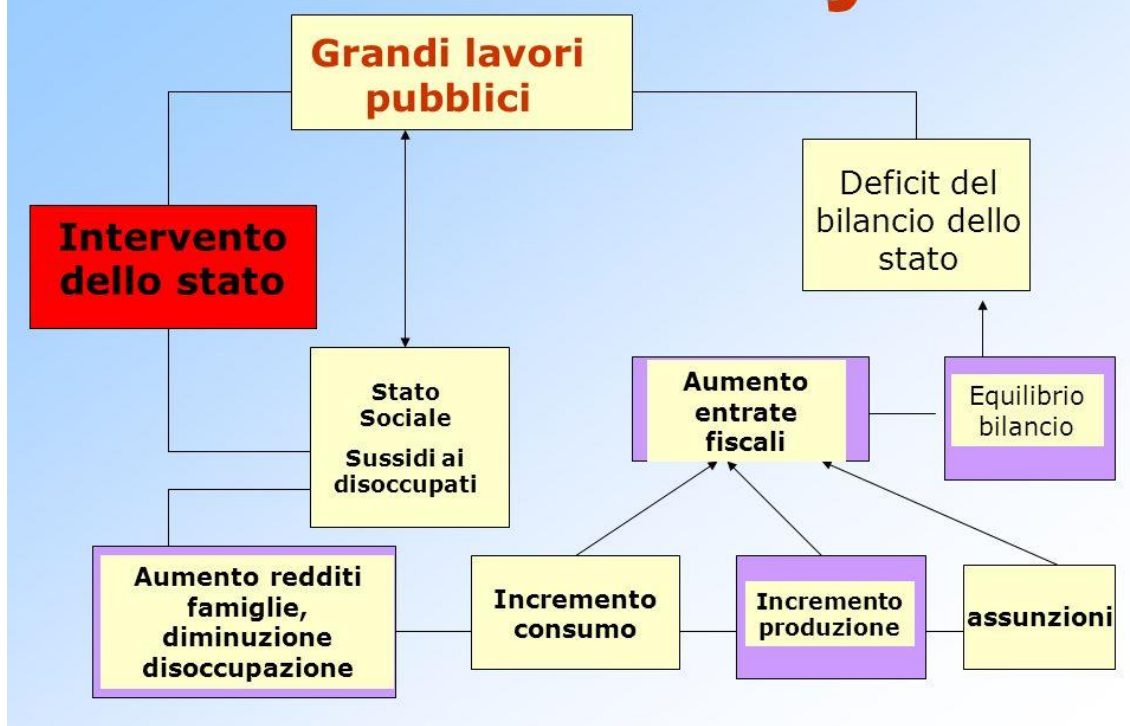 Grandi lavori
pubblici
Intervento
dello stato
Deficit del
bilancio dello
stato
Stato
Sociale
Sussidi ai
disoccupati
Aumento
entrate
fiscali
Equilibrio
bilancio
Aumento redditi
famiglie,
diminuzione
disoccupazione
Incremento
consumo
Incremento
produzione
assunzioni